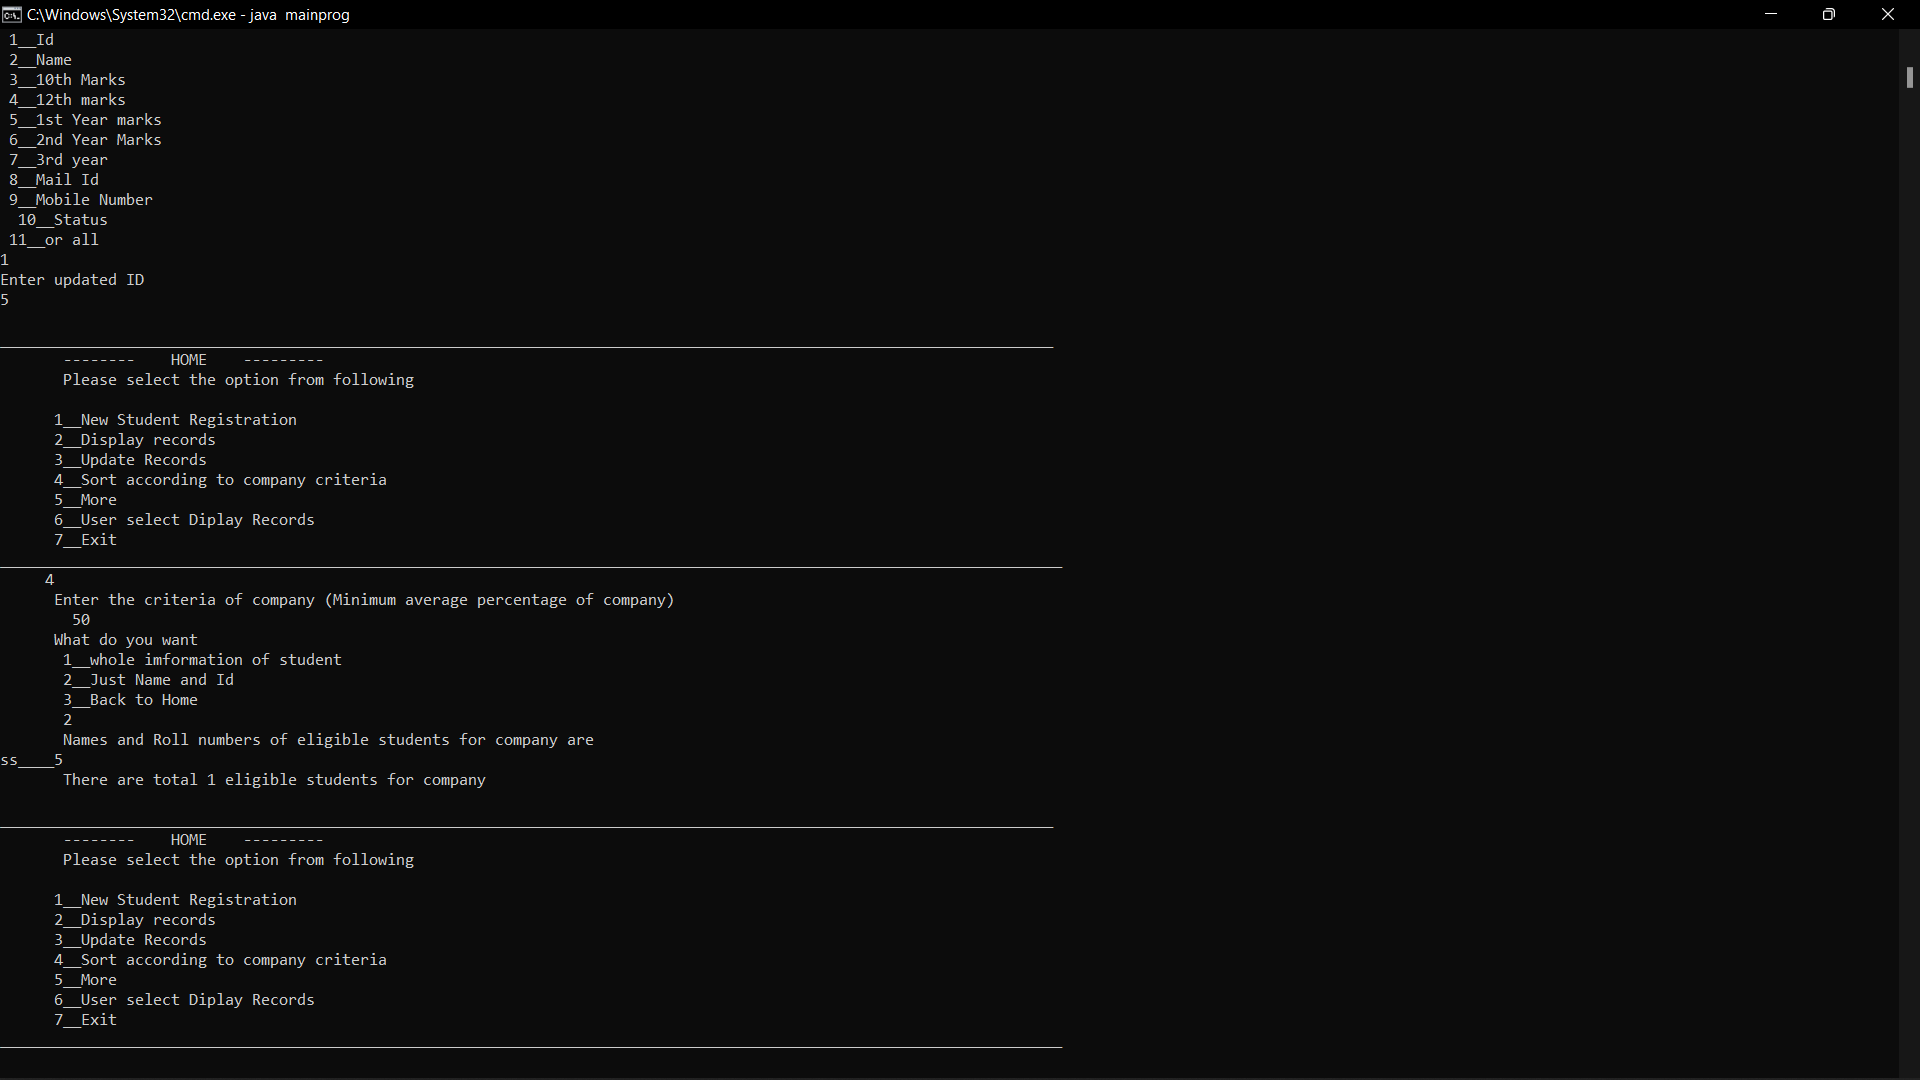 C:\Windows\System32\cmd.exe - java  mainprog
1__Id
2__Name
3__10th Marks
4__12th marks
5__1st Year marks
6__2nd Year Marks
7__3rd year
8__Mail Id
9__Mobile Number
10__Status
11__or all
1
Enter updated ID
5
--------    HOME    ---------
Please select the option from following
1__New Student Registration
2__Display records
3__Update Records
4__Sort according to company criteria
5__More
6__User select Diplay Records
7__Exit
4
Enter the criteria of company (Minimum average percentage of company)
50
What do you want
1__whole imformation of student
2__Just Name and Id
3__Back to Home
2
Names and Roll numbers of eligible students for company are
ss____5
There are total 1 eligible students for company
--------    HOME    ---------
Please select the option from following
1__New Student Registration
2__Display records
3__Update Records
4__Sort according to company criteria
5__More
6__User select Diplay Records
7__Exit